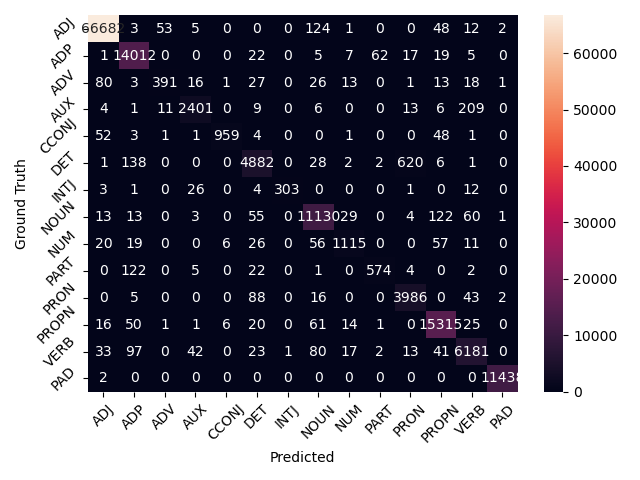 ADJ 3 53 5 0 0 0 124 1 0 0 48 12 2
ADP 1 14012 0 0 0 22 0 5 7 62 17 19 5 0
ADV 80 3 391 16 1 27 0 26 13 0 1 13 18 1
AUX 4 1 11 2401 0 9 0 6 0 0 13 6 209 0
CCONJ 52 3 1 1 959 4 0 0 1 0 0 48 1 0
DET 1 138 0 0 0 4882 0 28 2 2 620 6 1 0
INTJ 3 1 0 26 0 4 303 0 0 0 1 0 12 0
NOUN 13 13 0 3 0 55 0 11130 29 0 4 122 60 1
NUM 20 19 0 0 6 26 0 56 1115 0 0 57 11 0
PART 0 122 0 5 0 22 0 1 0 574 4 0 2 0
PRON 0 5 0 0 0 88 0 16 0 0 3986 0 43 2
PROPN 16 50 1 1 6 20 0 61 14 1 0 15315 25 0
VERB 33 97 0 42 0 23 1 80 17 2 13 41 6181 0
PAD 2 0 0 0 0 0 0 0 0 0 0 0 0 11438
ADJ ADP ADV AUX CCONJ DET INTJ NOUN NUM PART PRON PROPN VERB PAD
Predicted
Ground Truth
60000
50000
40000
30000
20000
10000
0